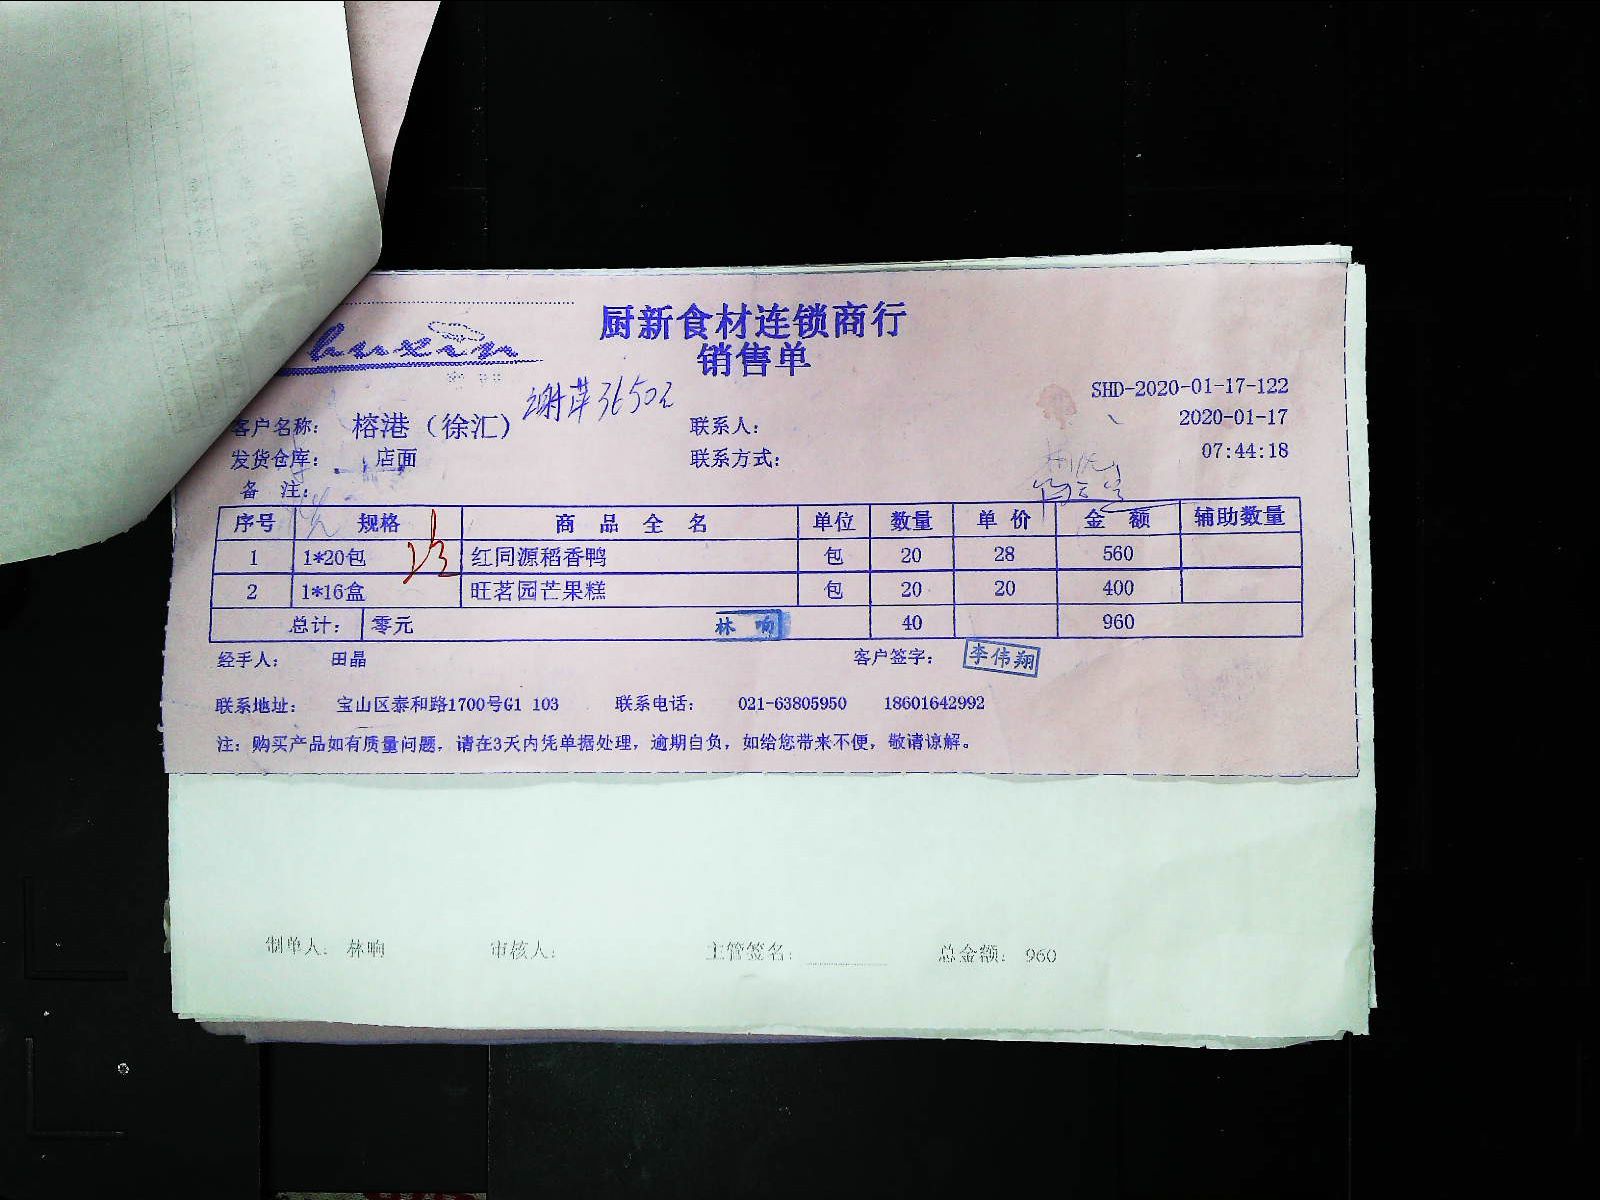 厨新食材连锁商行
销售单
SHD-2020-01-17-122
客户名称： 榕港（徐汇） 联系人： 2020-01-17
发货仓库： 店面 联系方式： 07:44:18
备 注：
序号 规格 商 品 全 名 单位 数量 单 价 金 额 辅助数量
1 1*20包 红同源稻香鸭 包 20 28 560
2 1*16盒 旺茗园芒果糕 包 20 20 400
总计： 零元 林 响 40 960
经手人： 田晶 客户签字： 李伟翔
联系地址： 宝山区泰和路1700号G1 103 联系电话： 021-63805950 18601642992
注：购买产品如有质量问题，请在3天内凭单据处理，逾期自负，如给您带来不便，敬请谅解。
制单人： 林响 审核人： 主管签名： 总金额： 960